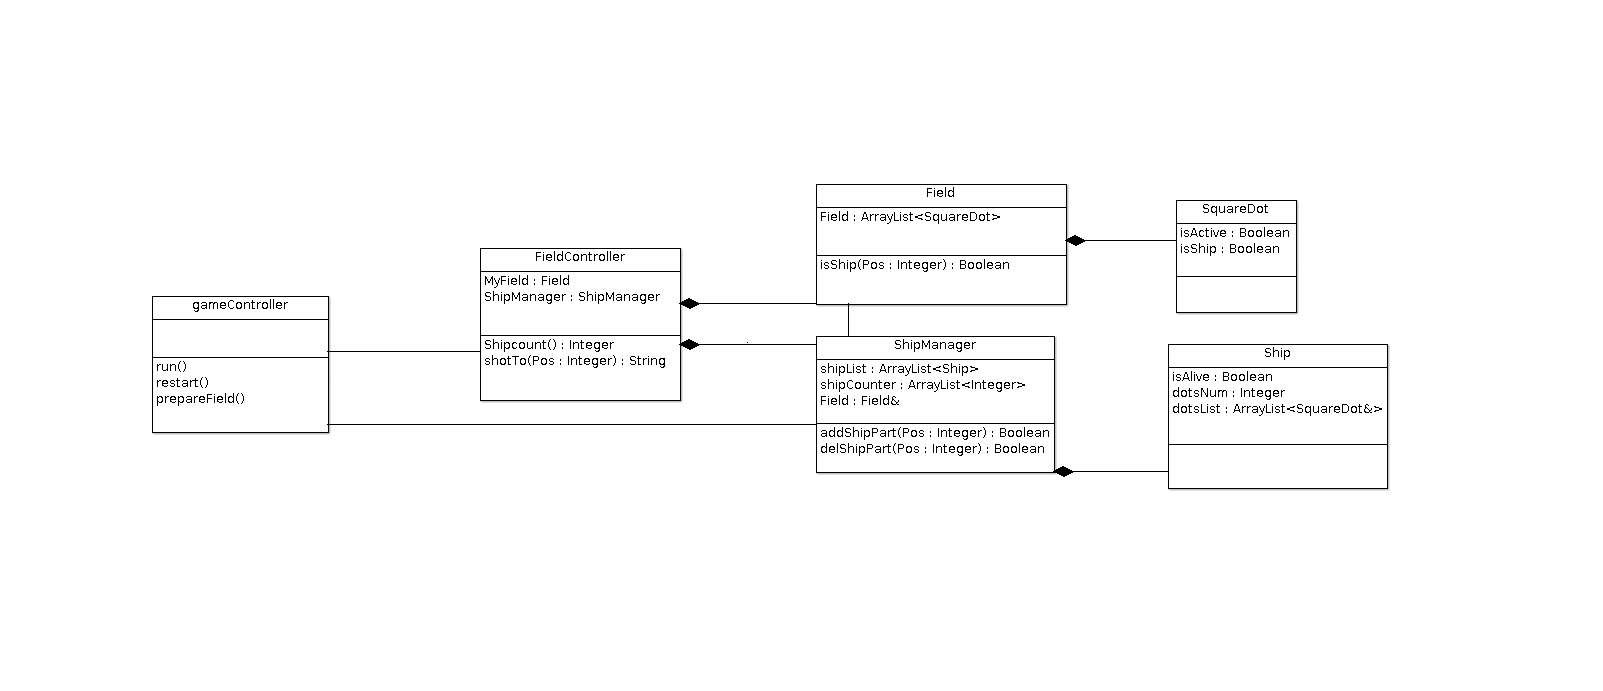 gameController
run()
restart()
prepareField()
FieldController
MyField : Field
ShipManager : ShipManager
Shipcount() : Integer
shotTo(Pos : Integer) : String
Field
Field : ArrayList<SquareDot>
isShip(Pos : Integer) : Boolean
ShipManager
shipList : ArrayList<Ship>
shipCounter : ArrayList<Integer>
Field : Field&
addShipPart(Pos : Integer) : Boolean
delShipPart(Pos : Integer) : Boolean
SquareDot
isActive : Boolean
isShip : Boolean
Ship
isAlive : Boolean
dotsNum : Integer
dotsList : ArrayList<SquareDot&>